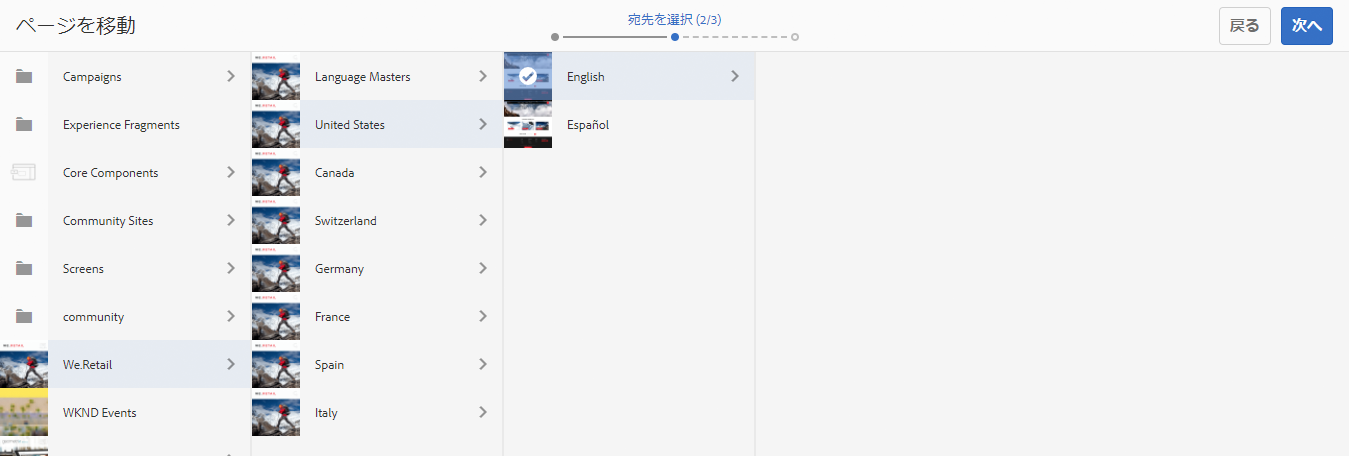 ページを移動
宛先を選択 (2/3)
戻る
次へ
Campaigns
Experience Fragments
Core Components
Community Sites
Screens
community
We.Retail
WKND Events
Language Masters
United States
Canada
Switzerland
Germany
France
Spain
Italy
English
Español